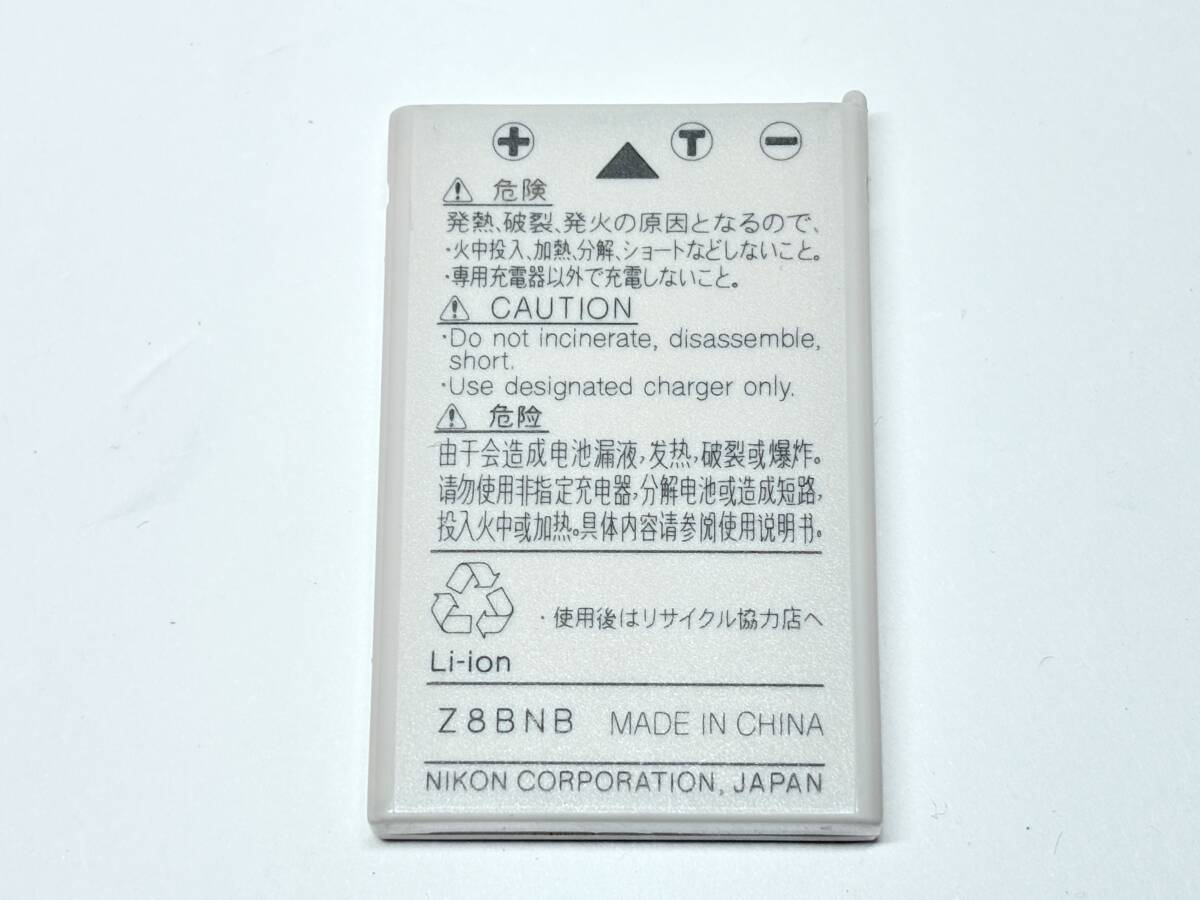 + T −
危険
発熱、破裂、発火の原因となるので、
・火中投入、加熱、分解、ショートなどしないこと。
・専用充電器以外で充電しないこと。
CAUTION
·Do not incinerate, disassemble,
short.
·Use designated charger only.
危险
由于会造成电池漏液,发热,破裂或爆炸。
请勿使用非指定充电器,分解电池或造成短路,
投入火中或加热。具体内容请参阅使用说明书。
・使用後はリサイクル協力店へ
Li-ion
Z8BNB MADE IN CHINA
NIKON CORPORATION, JAPAN